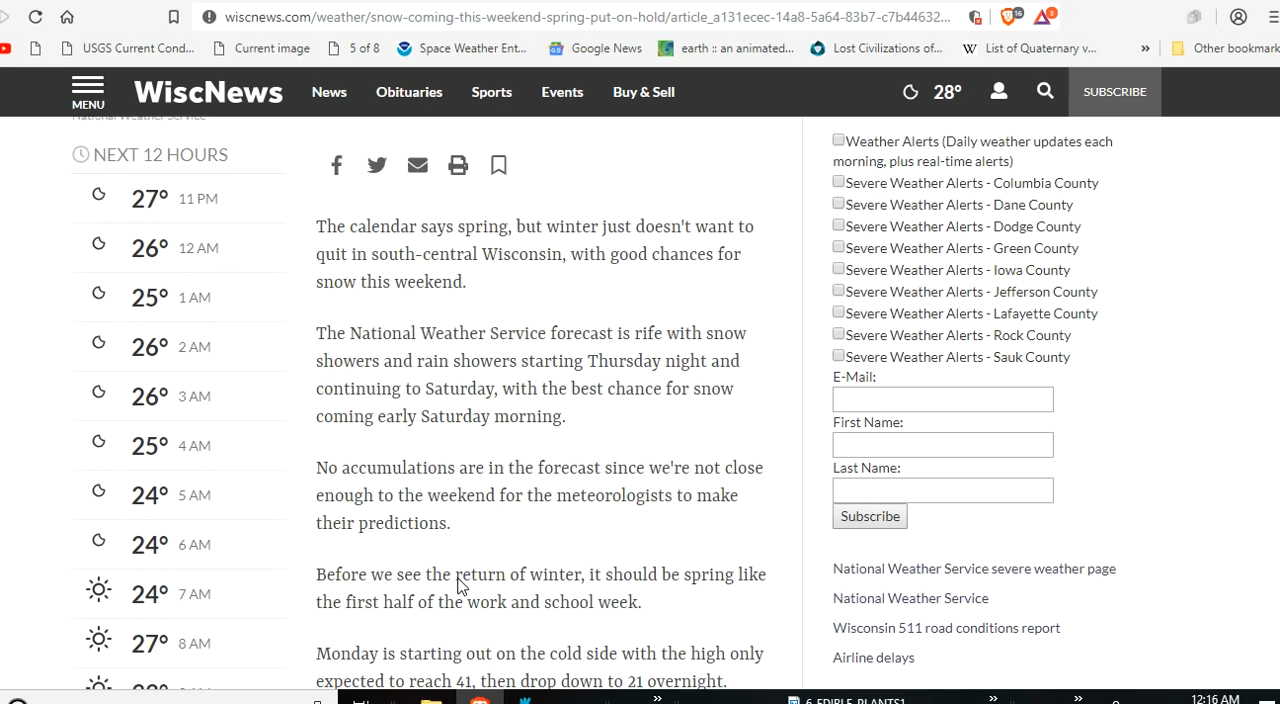 wiscnews.com/weather/snow-coming-this-weekend-spring-put-on-hold/article_a131ecec-14a8-5a64-83b7-c7b44632...
16
3
USGS Current Cond...
Current image
5 of 8
Space Weather Ent...
Google News
earth :: an animated...
Lost Civilizations of...
W List of Quaternary v...
»
Other bookmark
MENU
WiscNews
News
Obituaries
Sports
Events
Buy & Sell
28°
SUBSCRIBE
National Weather Service
NEXT 12 HOURS
27° 11 PM
26° 12 AM
25° 1 AM
26° 2 AM
26° 3 AM
25° 4 AM
24° 5 AM
24° 6 AM
24° 7 AM
27° 8 AM
The calendar says spring, but winter just doesn't want to
quit in south-central Wisconsin, with good chances for
snow this weekend.
The National Weather Service forecast is rife with snow
showers and rain showers starting Thursday night and
continuing to Saturday, with the best chance for snow
coming early Saturday morning.
No accumulations are in the forecast since we're not close
enough to the weekend for the meteorologists to make
their predictions.
Before we see the return of winter, it should be spring like
the first half of the work and school week.
Monday is starting out on the cold side with the high only
expected to reach 41, then drop down to 21 overnight.
Weather Alerts (Daily weather updates each
morning, plus real-time alerts)
Severe Weather Alerts - Columbia County
Severe Weather Alerts - Dane County
Severe Weather Alerts - Dodge County
Severe Weather Alerts - Green County
Severe Weather Alerts - Iowa County
Severe Weather Alerts - Jefferson County
Severe Weather Alerts - Lafayette County
Severe Weather Alerts - Rock County
Severe Weather Alerts - Sauk County
E-Mail:
First Name:
Last Name:
Subscribe
National Weather Service severe weather page
National Weather Service
Wisconsin 511 road conditions report
Airline delays
»
6_EDIBLE_PLANTS1
»
»
12:16 AM